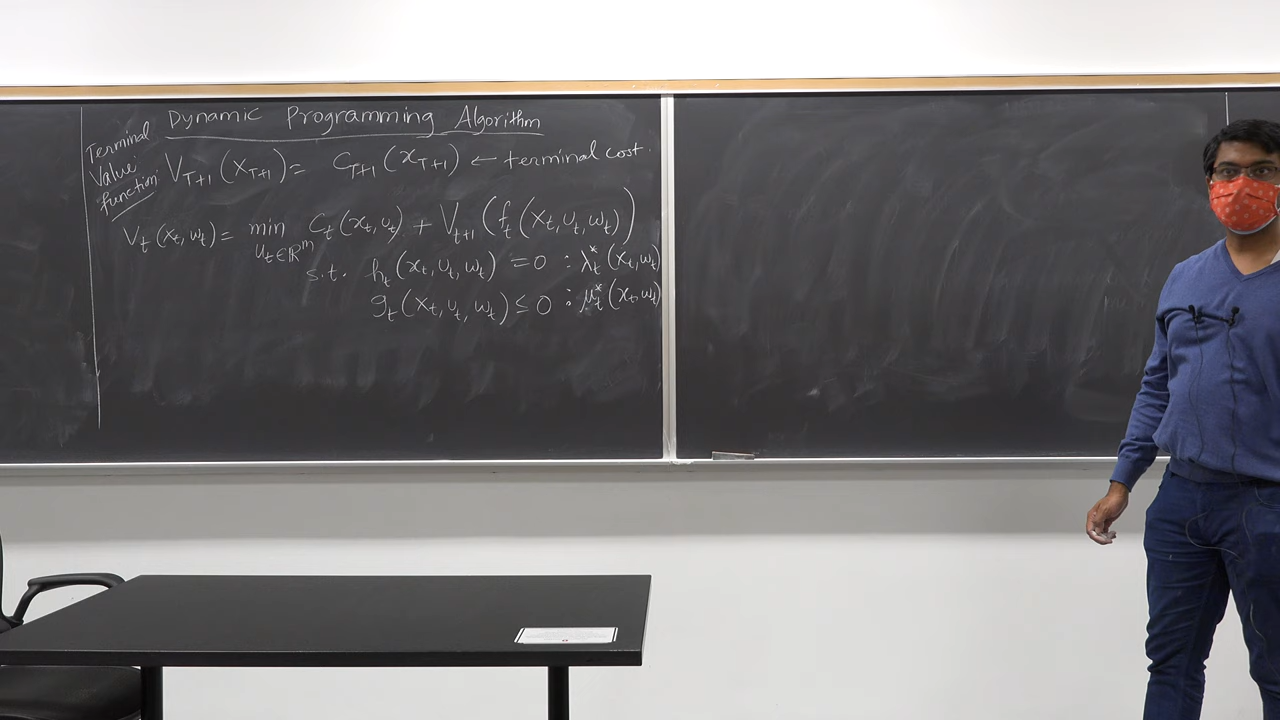 Dynamic Programming Algorithm
Terminal Value function: V_{T+1}(x_{T+1}) = C_{T+1}(x_{T+1}) ← terminal cost.
V_t(x_t, w_t) = min_{u_t ∈ ℝ^m} C_t(x_t, u_t) + V_{t+1}(f_t(x_t, u_t, w_t))
s.t. h_t(x_t, u_t, w_t) = 0 : λ_t^*(x_t, w_t)
g_t(x_t, u_t, w_t) ≤ 0 : μ_t^*(x_t, w_t)